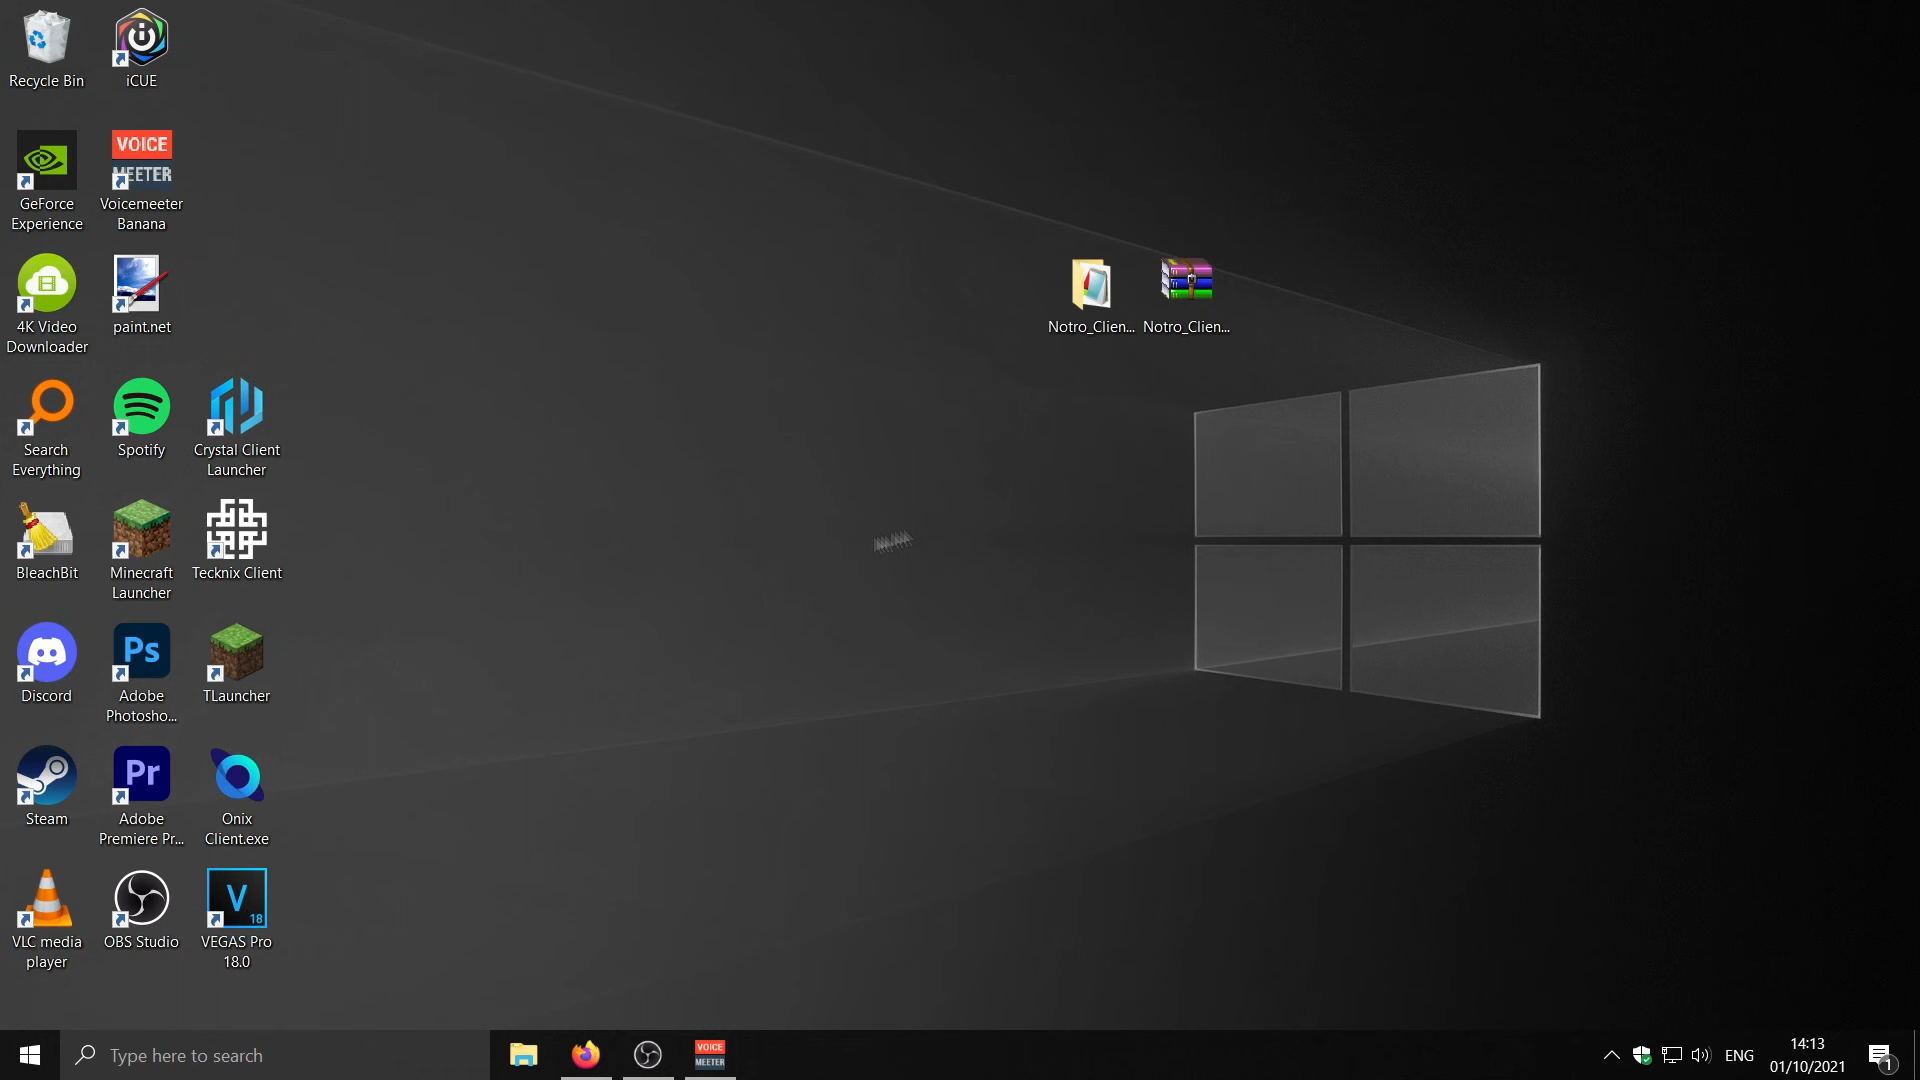 Recycle Bin
iCUE
VOICE
MEETER
GeForce
Experience
Voicemeeter
Banana
4K Video
Downloader
paint.net
Notro_Clien...
Notro_Clien...
Search
Everything
Spotify
Crystal Client
Launcher
BleachBit
Minecraft
Launcher
Tecknix Client
Ps
Discord
Adobe
Photosho...
TLauncher
Pr
Steam
Adobe
Premiere Pr...
Onix
Client.exe
V
18
VLC media
player
OBS Studio
VEGAS Pro
18.0
Type here to search
VOICE
MEETER
ENG
14:13
01/10/2021
1